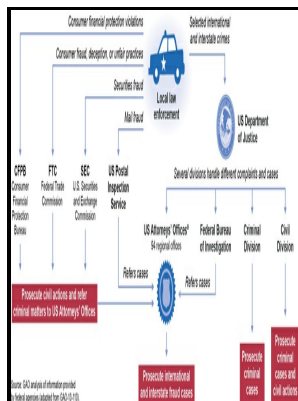 Consumer financial protection violations
Selected international
and interstate crimes
Consumer fraud, deception, or unfair practices
Securities fraud
Mail fraud
Local law
enforcement
US Department
of Justice
CFPB
Consumer
Financial
Protection
Bureau
FTC
Federal Trade
Commission
SEC
U.S. Securities
and Exchange
Commission
US Postal
Inspection
Service
Several divisions handle different complaints and cases
US Attorneys' Offices
94 regional offices
Federal Bureau
of Investigation
Criminal
Division
Civil
Division
Refers cases
Refers cases
Prosecute civil actions and refer
criminal matters to US Attorneys' Offices
Prosecute international
and interstate fraud cases
Prosecute
criminal
cases
Prosecute
criminal
cases and
civil actions
Source: GAO analysis of information provided
by federal agencies (adapted from GAO-10-110).